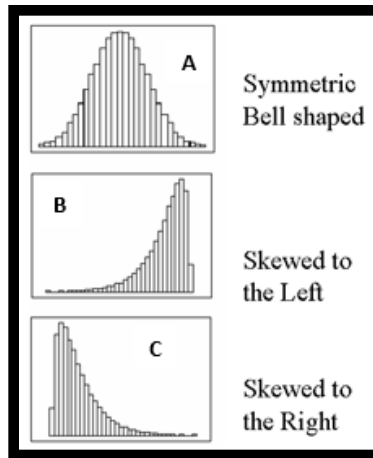 A
Symmetric
Bell shaped
B
Skewed to
the Left
C
Skewed to
the Right